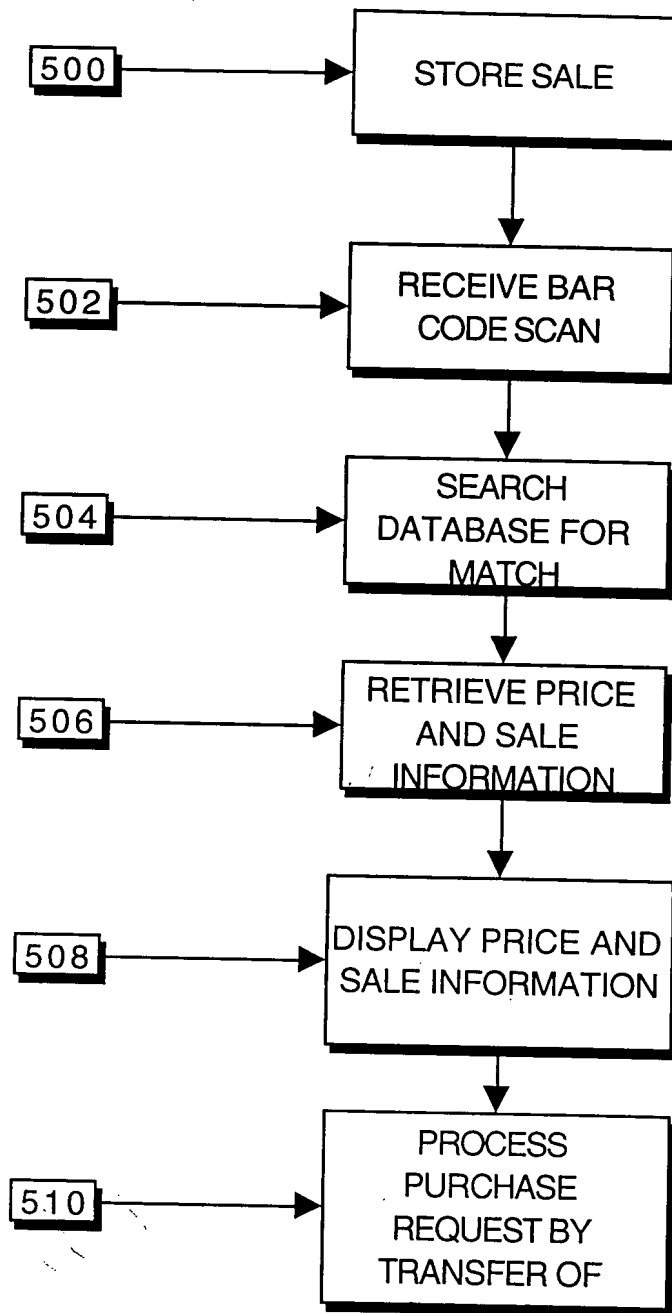 500
STORE SALE
502
RECEIVE BAR
CODE SCAN
504
SEARCH
DATABASE FOR
MATCH
506
RETRIEVE PRICE
AND SALE
INFORMATION
508
DISPLAY PRICE AND
SALE INFORMATION
510
PROCESS
PURCHASE
REQUEST BY
TRANSFER OF